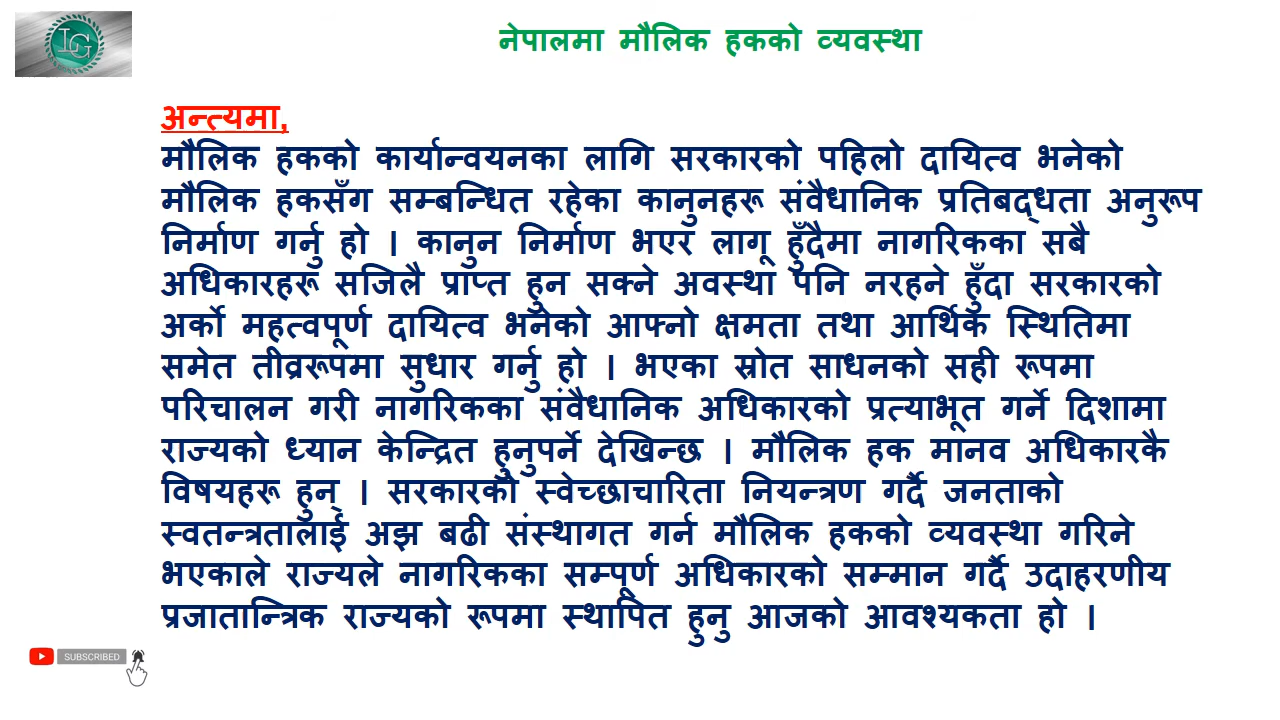 LG
नेपालमा मौलिक हकको व्यवस्था
अन्त्यमा,
मौलिक हकको कार्यान्वयनका लागि सरकारको पहिलो दायित्व भनेको
मौलिक हकसँग सम्बन्धित रहेका कानुनहरू संवैधानिक प्रतिबद्धता अनुरूप
निर्माण गर्नु हो । कानुन निर्माण भएर लागू हुँदैमा नागरिकका सबै
अधिकारहरू सजिलै प्राप्त हुन सक्ने अवस्था पनि नरहने हुँदा सरकारको
अर्को महत्वपूर्ण दायित्व भनेको आफ्नो क्षमता तथा आर्थिक स्थितिमा
समेत तीव्ररूपमा सुधार गर्नु हो । भएका स्रोत साधनको सही रूपमा
परिचालन गरी नागरिकका संवैधानिक अधिकारको प्रत्याभूत गर्ने दिशामा
राज्यको ध्यान केन्द्रित हुनुपर्ने देखिन्छ । मौलिक हक मानव अधिकारकै
विषयहरू हुन् । सरकारको स्वेच्छाचारिता नियन्त्रण गर्दै जनताको
स्वतन्त्रतालाई अझ बढी संस्थागत गर्न मौलिक हकको व्यवस्था गरिने
भएकाले राज्यले नागरिकका सम्पूर्ण अधिकारको सम्मान गर्दै उदाहरणीय
प्रजातान्त्रिक राज्यको रूपमा स्थापित हुनु आजको आवश्यकता हो ।
SUBSCRIBED